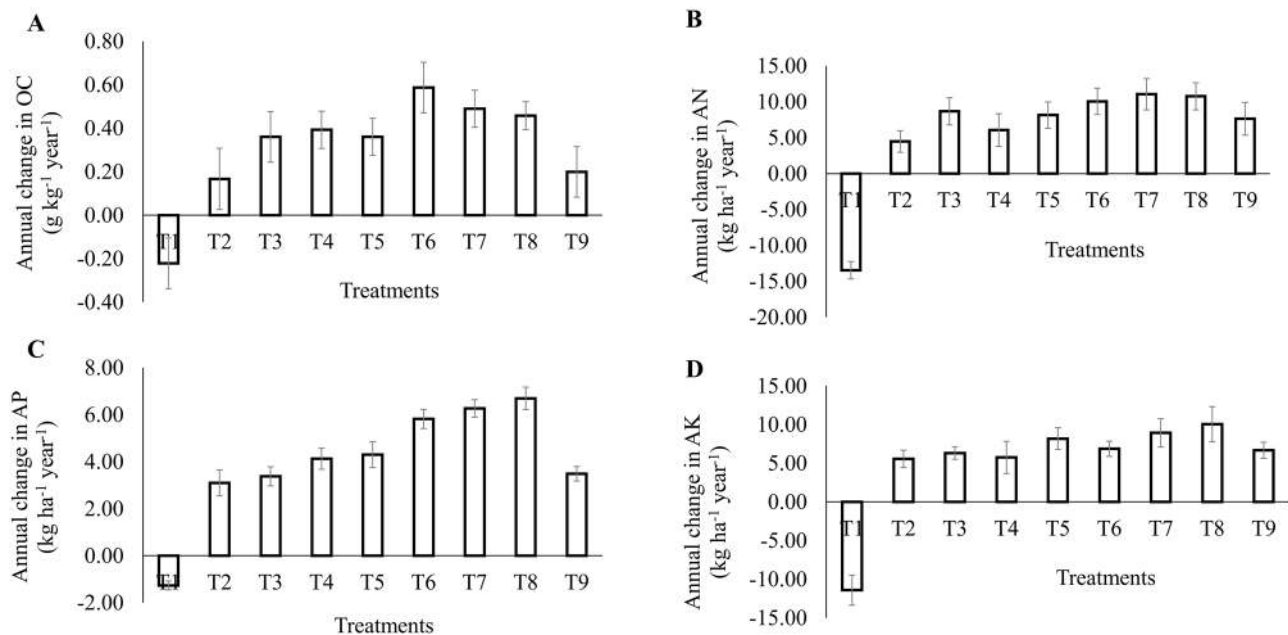 A
Annual change in OC
(g kg⁻¹ year⁻¹)
0.80
0.60
0.40
0.20
0.00
-0.20
-0.40
T1 T2 T3 T4 T5 T6 T7 T8 T9
Treatments
B
Annual change in AN
(kg ha⁻¹ year⁻¹)
15.00
10.00
5.00
0.00
-5.00
-10.00
-15.00
-20.00
T1 T2 T3 T4 T5 T6 T7 T8 T9
Treatments
C
Annual change in AP
(kg ha⁻¹ year⁻¹)
8.00
6.00
4.00
2.00
0.00
-2.00
T1 T2 T3 T4 T5 T6 T7 T8 T9
Treatments
D
Annual change in AK
(kg ha⁻¹ year⁻¹)
15.00
10.00
5.00
0.00
-5.00
-10.00
-15.00
T1 T2 T3 T4 T5 T6 T7 T8 T9
Treatments